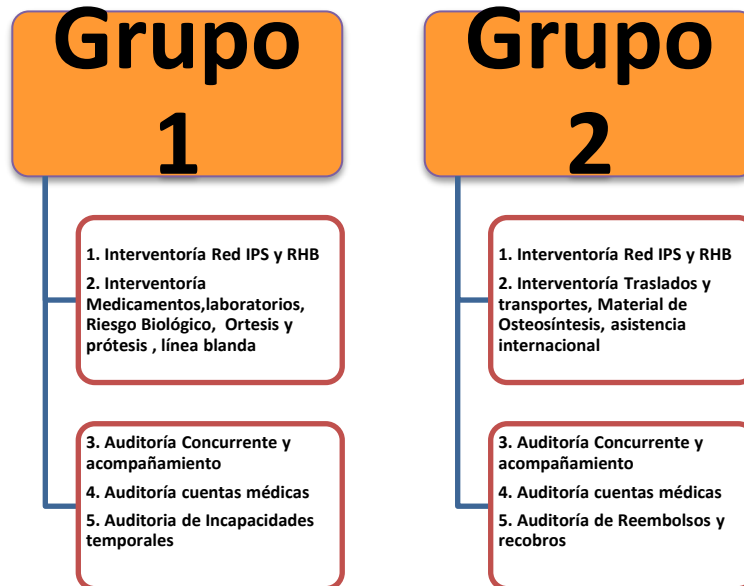 Grupo
1
1. Interventoría Red IPS y RHB
2. Interventoría
Medicamentos,laboratorios,
Riesgo Biológico, Ortesis y
prótesis , línea blanda
3. Auditoría Concurrente y
acompañamiento
4. Auditoría cuentas médicas
5. Auditoria de Incapacidades
temporales
Grupo
2
1. Interventoría Red IPS y RHB
2. Interventoría Traslados y
transportes, Material de
Osteosíntesis, asistencia
internacional
3. Auditoría Concurrente y
acompañamiento
4. Auditoría cuentas médicas
5. Auditoría de Reembolsos y
recobros